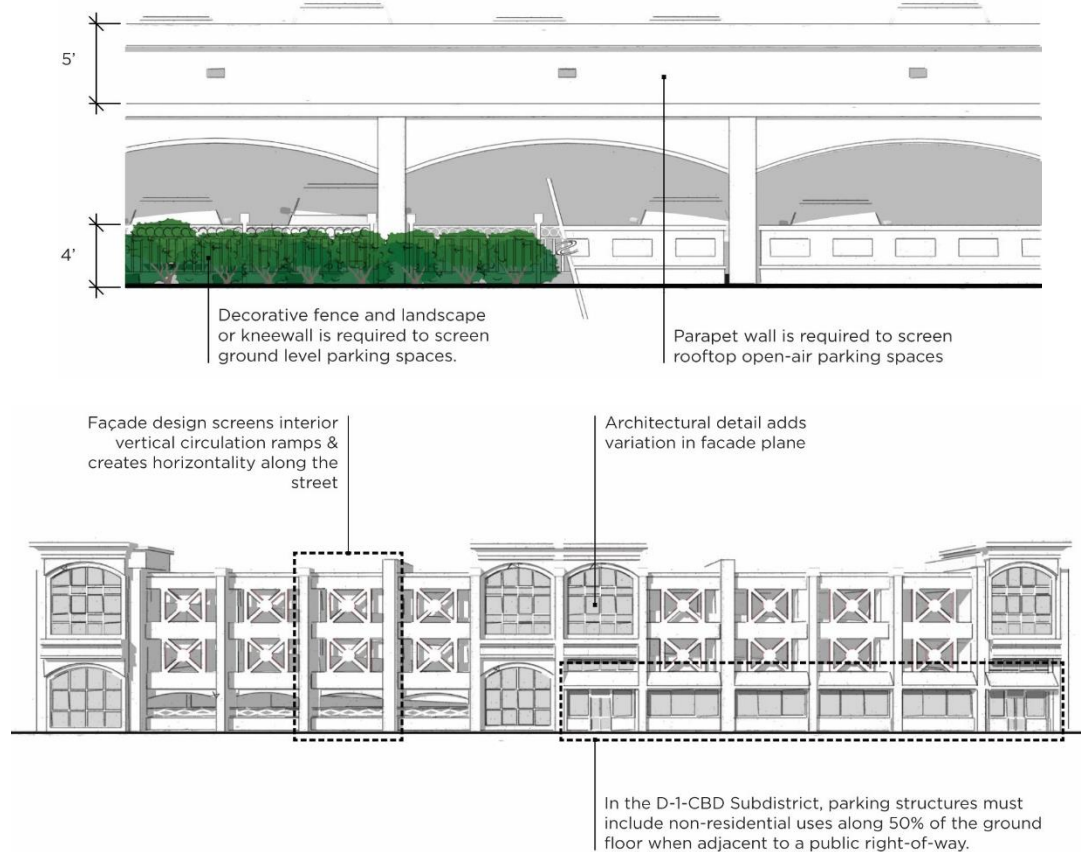 5’
4’
Decorative fence and landscape
or kneewall is required to screen
ground level parking spaces.
Parapet wall is required to screen
rooftop open-air parking spaces
Façade design screens interior
vertical circulation ramps &
creates horizontality along the
street
Architectural detail adds
variation in facade plane
In the D-1-CBD Subdistrict, parking structures must
include non-residential uses along 50% of the ground
floor when adjacent to a public right-of-way.